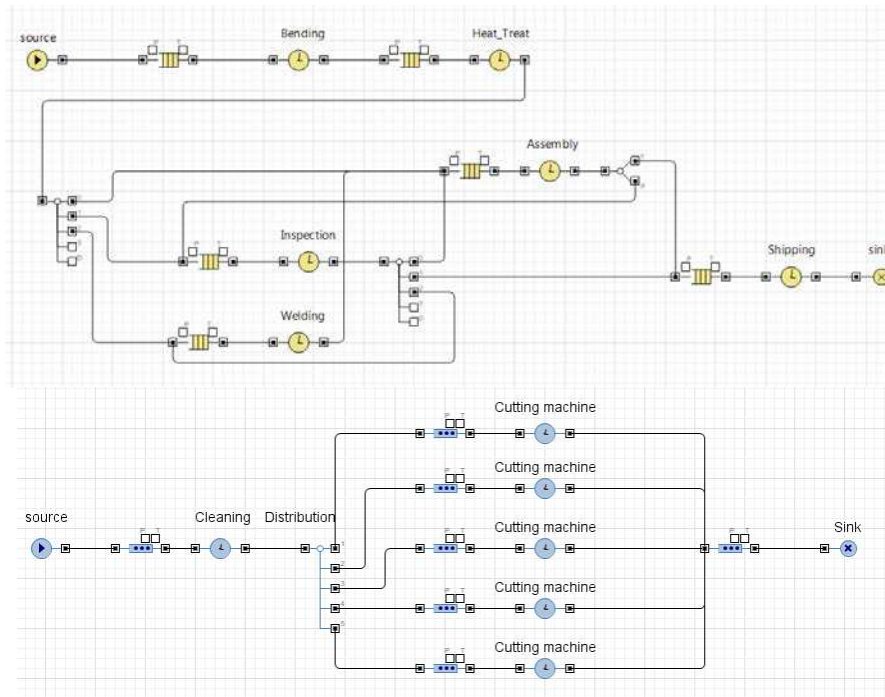 source
Bending
Heat_Treat
Assembly
Inspection
Shipping
Welding
Cutting machine
Cutting machine
source
Cleaning
Distribution
Cutting machine
Sink
Cutting machine
Cutting machine